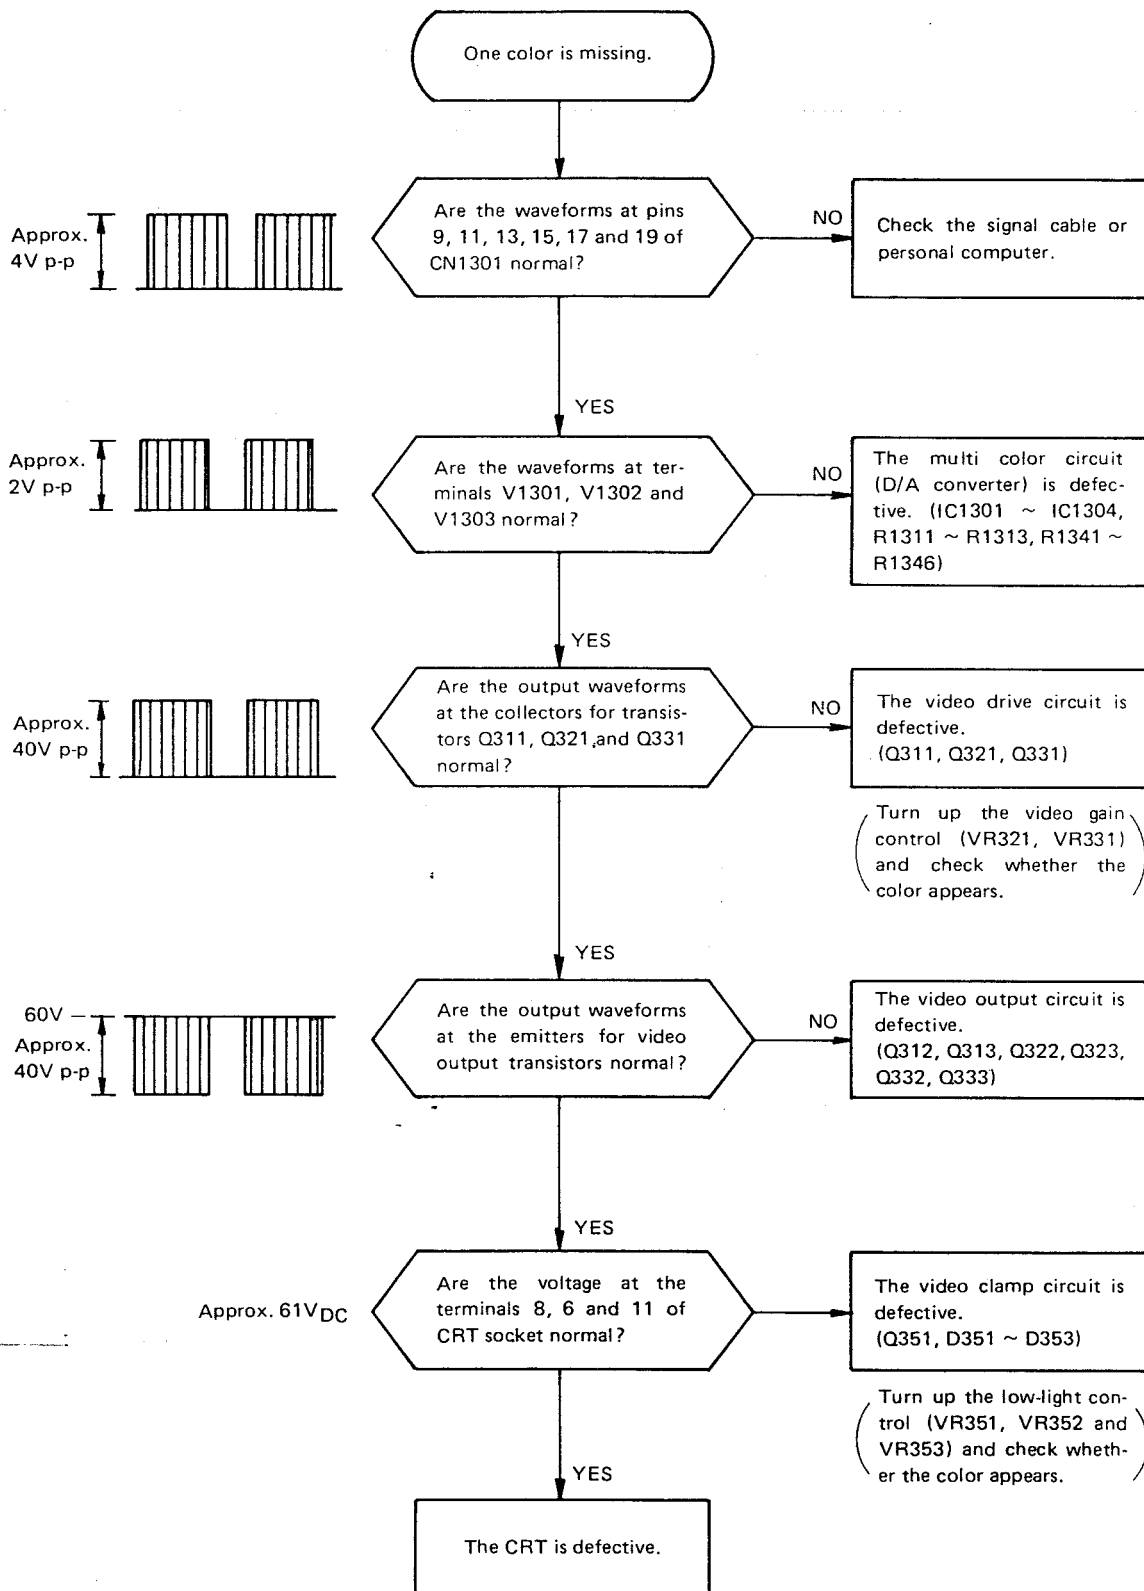 One color is missing.
Approx.
4V p-p
Are the waveforms at pins
9, 11, 13, 15, 17 and 19 of
CN1301 normal?
NO
Check the signal cable or
personal computer.
YES
Approx.
2V p-p
Are the waveforms at ter-
minals V1301, V1302 and
V1303 normal?
NO
The multi color circuit
(D/A converter) is defec-
tive. (IC1301 ~ IC1304,
R1311 ~ R1313, R1341 ~
R1346)
YES
Approx.
40V p-p
Are the output waveforms
at the collectors for transis-
tors Q311, Q321, and Q331
normal?
NO
The video drive circuit is
defective.
(Q311, Q321, Q331)
(Turn up the video gain
control (VR321, VR331)
and check whether the
color appears.)
YES
60V —
Approx.
40V p-p
Are the output waveforms
at the emitters for video
output transistors normal?
NO
The video output circuit is
defective.
(Q312, Q313, Q322, Q323,
Q332, Q333)
YES
Approx. 61VDC
Are the voltage at the
terminals 8, 6 and 11 of
CRT socket normal?
NO
The video clamp circuit is
defective.
(Q351, D351 ~ D353)
(Turn up the low-light con-
trol (VR351, VR352 and
VR353) and check wheth-
er the color appears.)
YES
The CRT is defective.